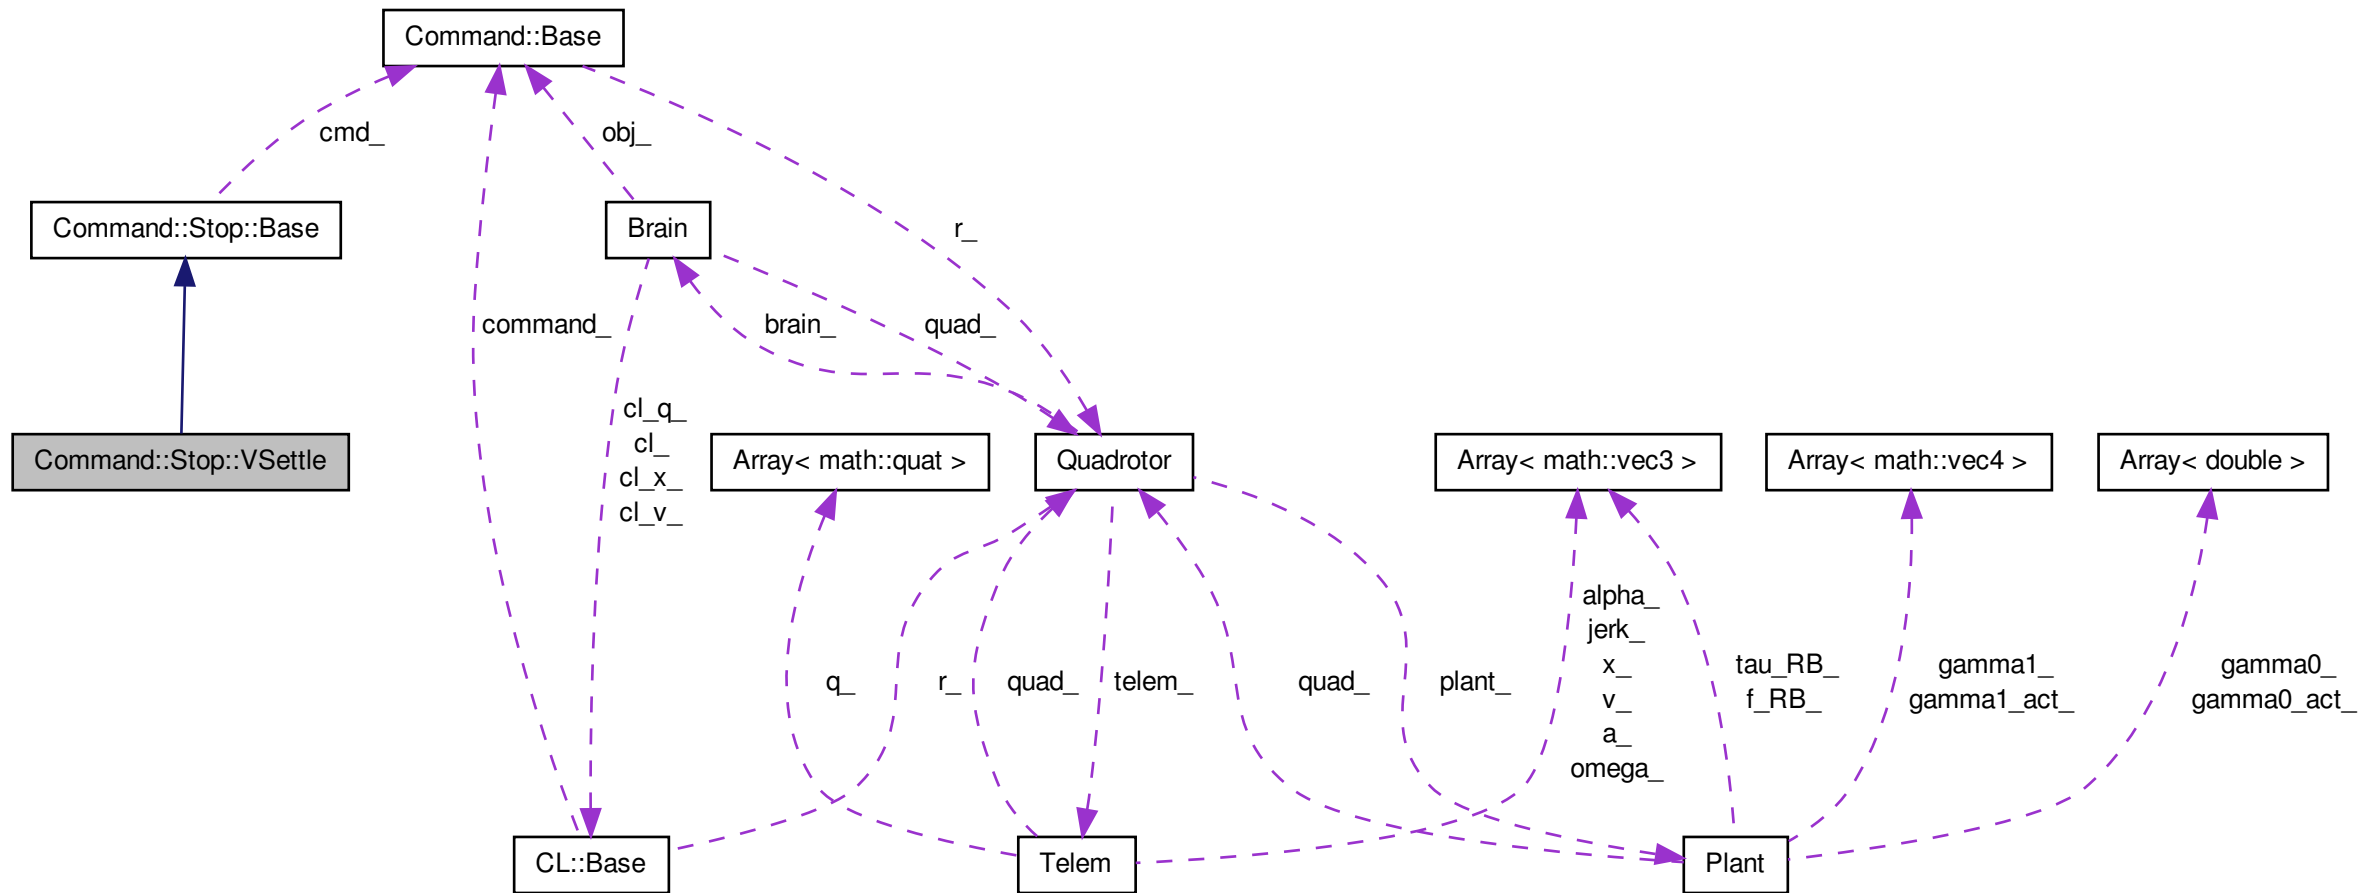 Command::Base
cmd_
obj_
Command::Stop::Base
Brain
r_
command_
brain_
quad_
cl_q_
cl_
cl_x_
cl_v_
Command::Stop::VSettle
Array< math::quat >
Quadrotor
Array< math::vec3 >
Array< math::vec4 >
Array< double >
q_
r_
quad_
telem_
quad_
plant_
alpha_
jerk_
x_
v_
a_
omega_
tau_RB_
f_RB_
gamma1_
gamma1_act_
gamma0_
gamma0_act_
CL::Base
Telem
Plant